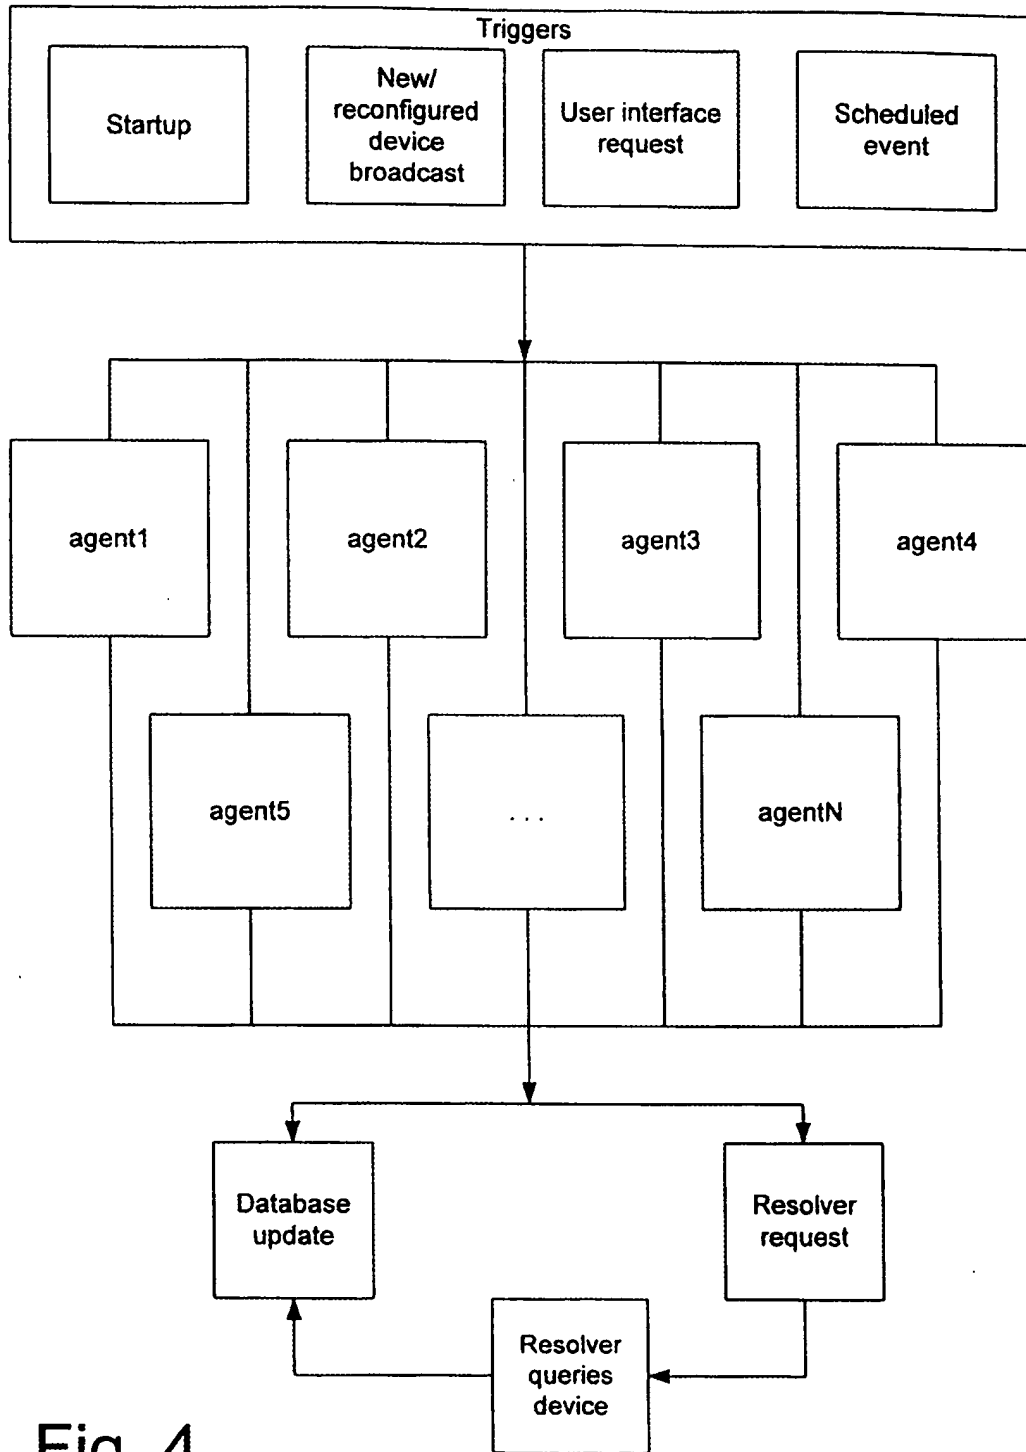 Triggers
Startup
New/
reconfigured
device
broadcast
User interface
request
Scheduled
event
agent1
agent2
agent3
agent4
agent5
. . .
agentN
Database
update
Resolver
request
Resolver
queries
device
Fig. 4